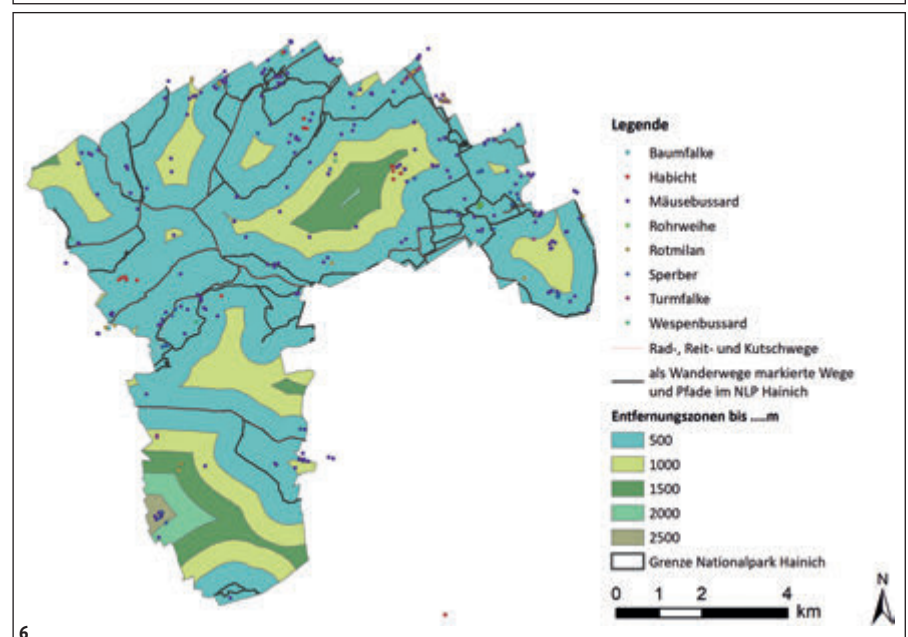 Legende
Baumfalke
Habicht
Mäusebussard
Rohrweihe
Rotmilan
Sperber
Turmfalke
Wespenbussard
Rad-, Reit- und Kutschwege
als Wanderwege markierte Wege
und Pfade im NLP Hainich
Entfernungszonen bis .....m
500
1000
1500
2000
2500
Grenze Nationalpark Hainich
0 1 2 4
km
N
6